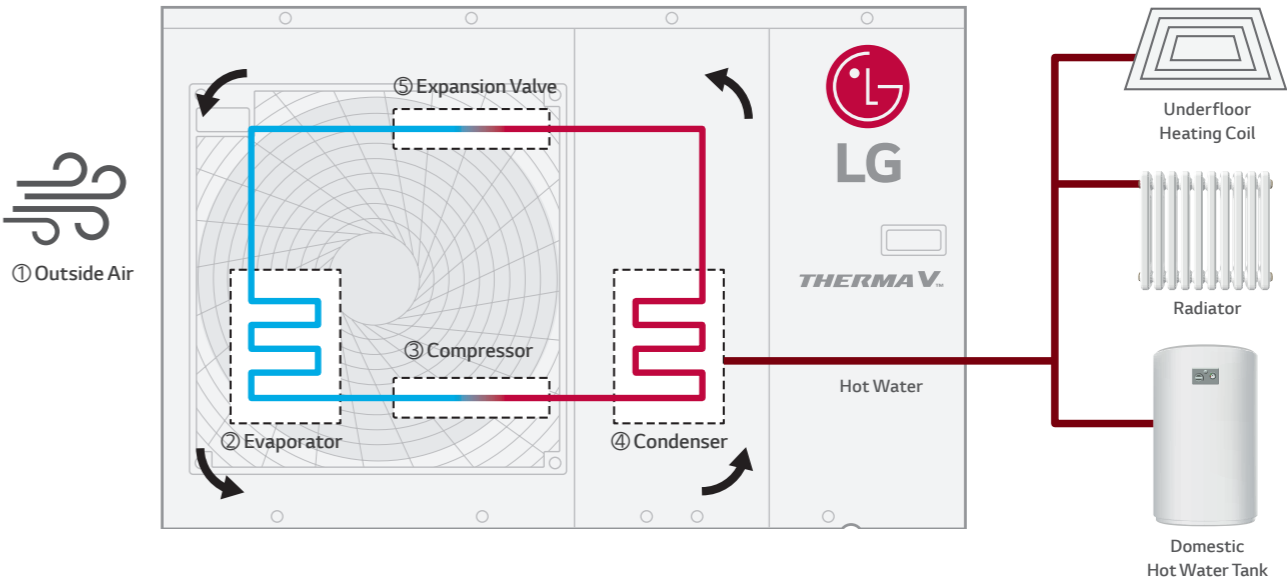 ① Outside Air
⑤ Expansion Valve
② Evaporator
③ Compressor
④ Condenser
LG
THERMA V™
Hot Water
Underfloor
Heating Coil
Radiator
Domestic
Hot Water Tank